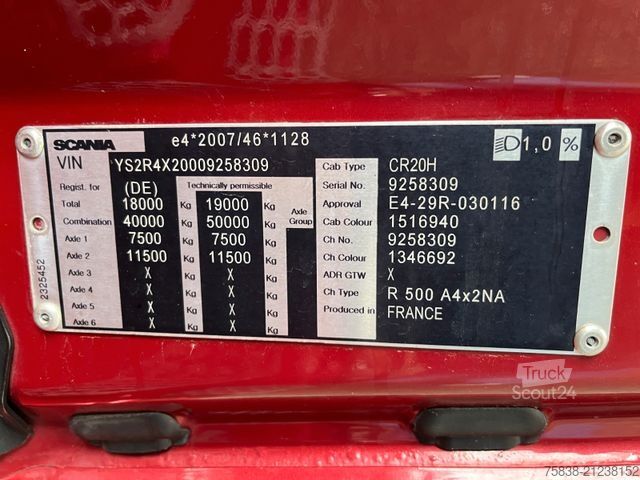 SCANIA e4*2007/46*1128 1,0 %
VIN YS2R4X20009258309
Regist. for (DE) Technically permissible
Total 18000 Kg 19000 Kg
Combination 40000 Kg 50000 Kg Axle Group
Axle 1 7500 Kg 7500 Kg
Axle 2 11500 Kg 11500 Kg
Axle 3 X Kg X Kg
Axle 4 X Kg X Kg
Axle 5 X Kg X Kg
Axle 6 X Kg X Kg
2325452
Cab Type CR20H
Serial No. 9258309
Approval E4-29R-030116
Cab Colour 1516940
Ch No. 9258309
Ch Colour 1346692
ADR GTW X
Ch Type R 500 A4x2NA
Produced in FRANCE
Truck
Scout24
75838-21238152